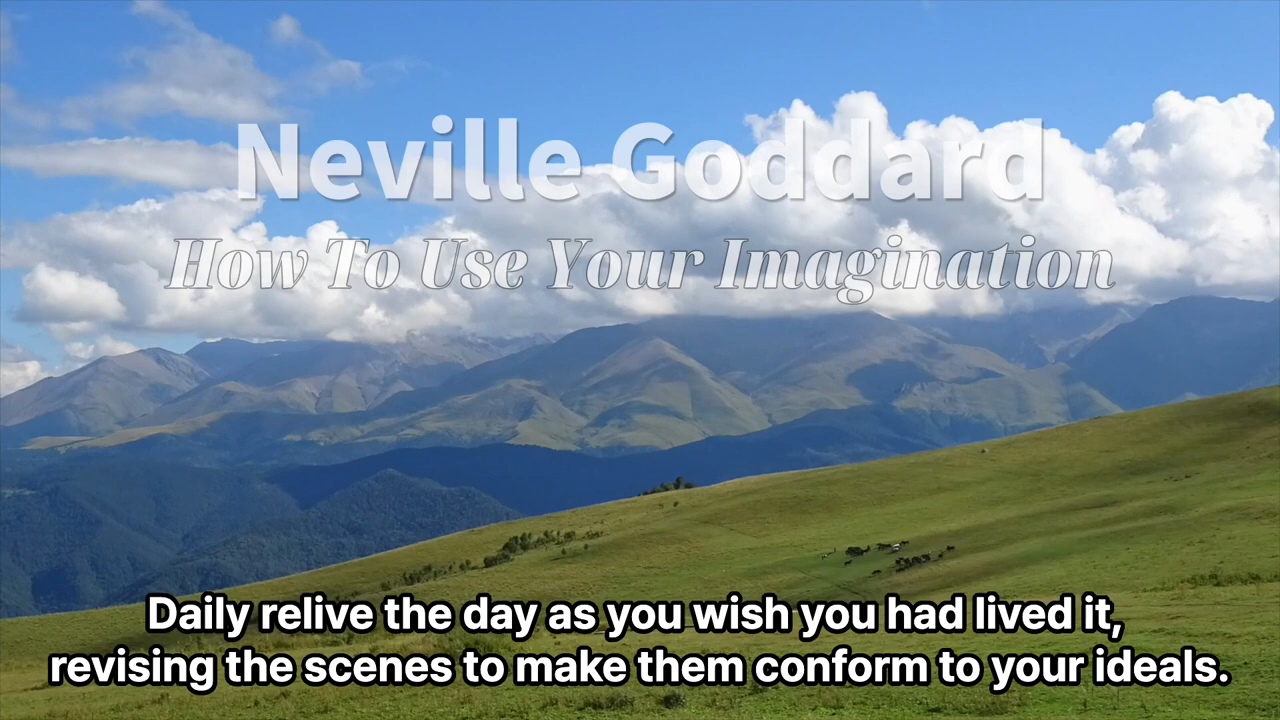 Neville Goddard
How To Use Your Imagination
Daily relive the day as you wish you had lived it,
revising the scenes to make them conform to your ideals.